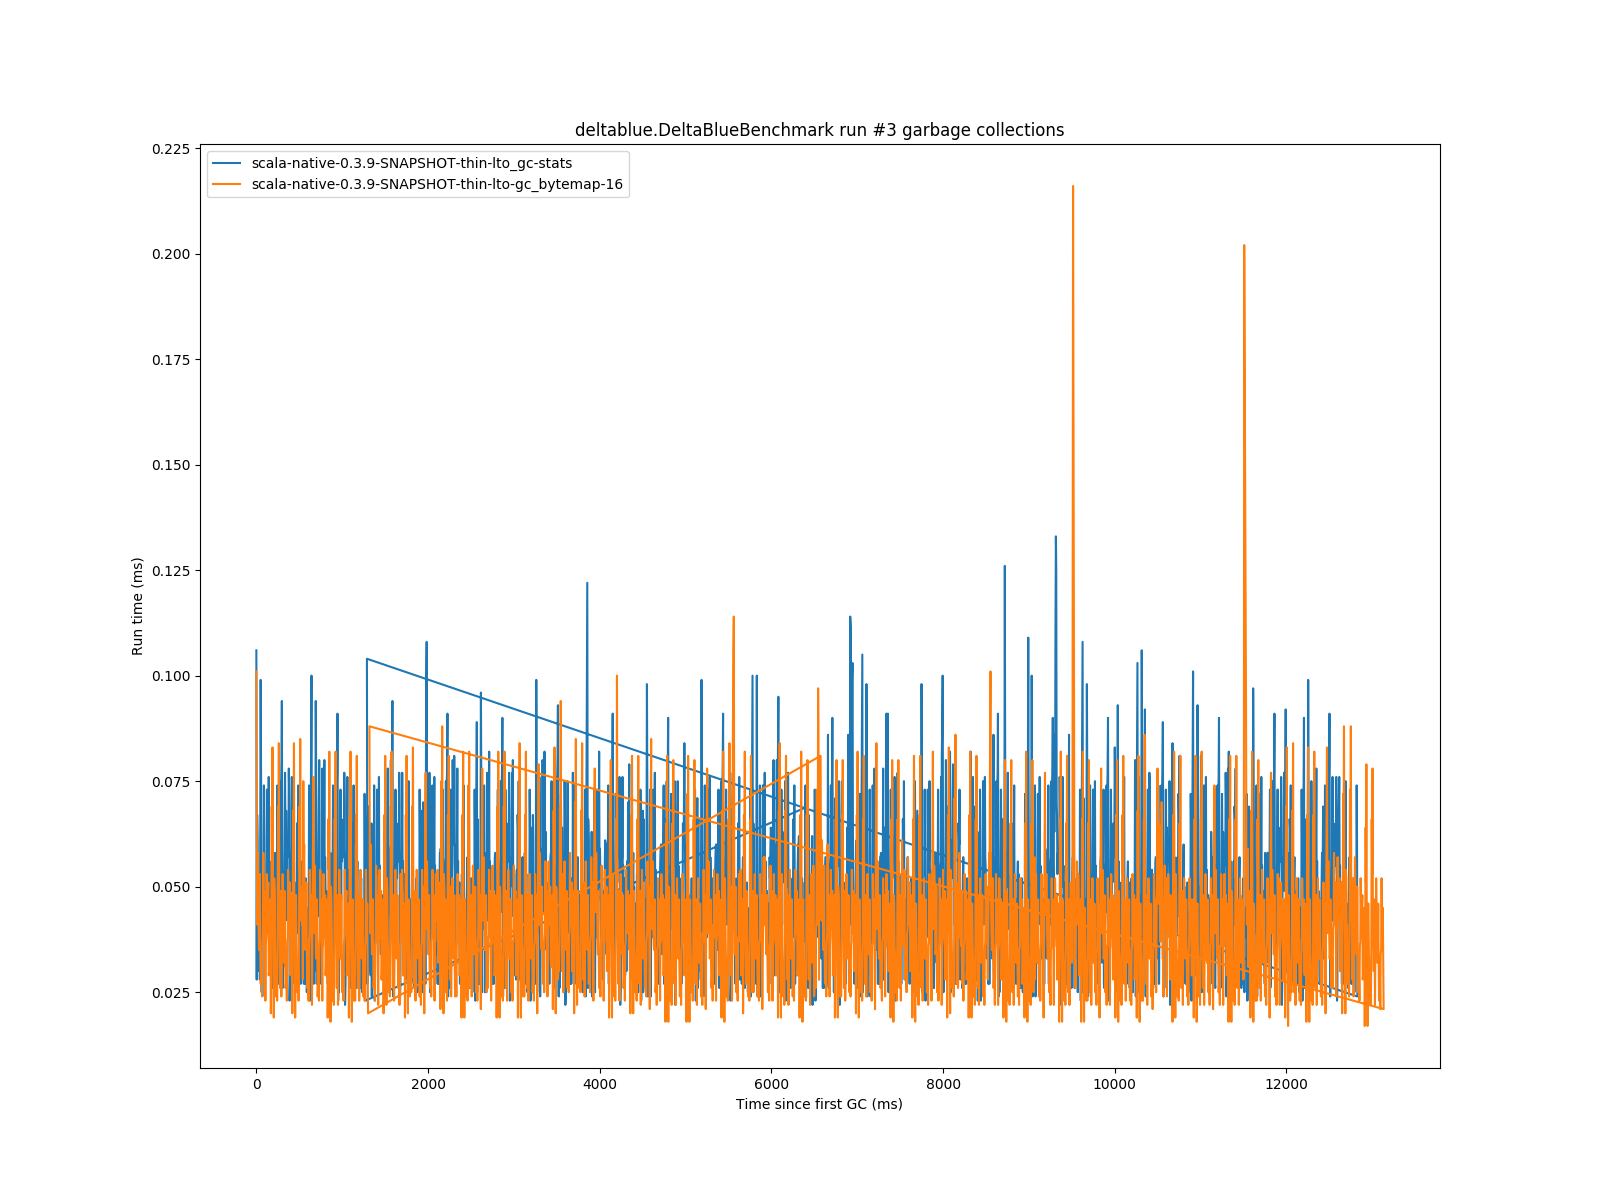 deltablue.DeltaBlueBenchmark run #3 garbage collections
scala-native-0.3.9-SNAPSHOT-thin-lto_gc-stats
scala-native-0.3.9-SNAPSHOT-thin-lto-gc_bytemap-16
0.225
0.200
0.175
0.150
0.125
0.100
0.075
0.050
0.025
Run time (ms)
0 2000 4000 6000 8000 10000 12000
Time since first GC (ms)